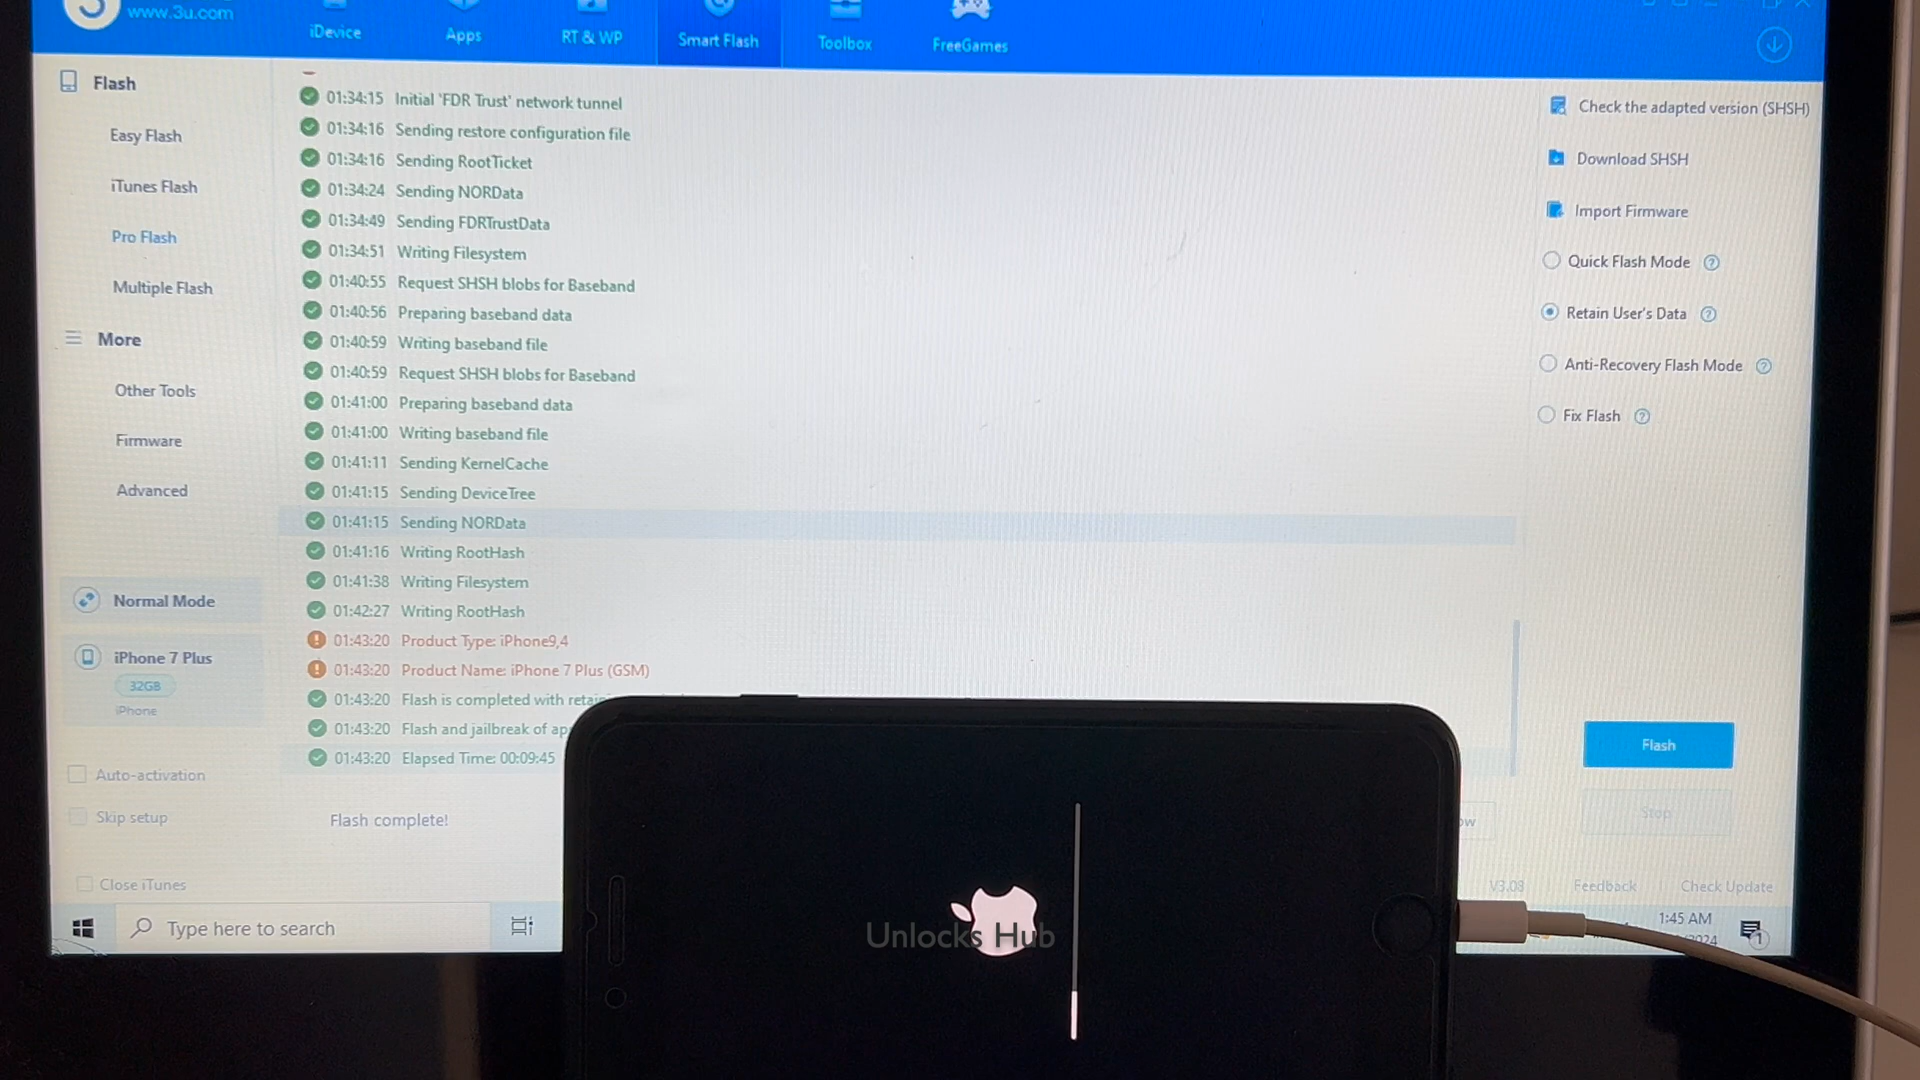 www.3u.com
iDevice
Apps
RT & WP
Smart Flash
Toolbox
FreeGames
Flash
Easy Flash
iTunes Flash
Pro Flash
Multiple Flash
More
Other Tools
Firmware
Advanced
Normal Mode
iPhone 7 Plus
32GB
iPhone
Auto-activation
Skip setup
Close iTunes
01:34:15 Initial 'FDR Trust' network tunnel
01:34:16 Sending restore configuration file
01:34:16 Sending RootTicket
01:34:24 Sending NORData
01:34:49 Sending FDRTrustData
01:34:51 Writing Filesystem
01:40:55 Request SHSH blobs for Baseband
01:40:56 Preparing baseband data
01:40:59 Writing baseband file
01:40:59 Request SHSH blobs for Baseband
01:41:00 Preparing baseband data
01:41:00 Writing baseband file
01:41:11 Sending KernelCache
01:41:15 Sending DeviceTree
01:41:15 Sending NORData
01:41:16 Writing RootHash
01:41:38 Writing Filesystem
01:42:27 Writing RootHash
01:43:20 Product Type: iPhone9,4
01:43:20 Product Name: iPhone 7 Plus (GSM)
01:43:20 Flash is completed with
01:43:20 Flash and jailbreak of
01:43:20 Elapsed Time: 00:09:45
Flash complete!
Check the adapted version (SHSH)
Download SHSH
Import Firmware
Quick Flash Mode
Retain User's Data
Anti-Recovery Flash Mode
Fix Flash
Flash
Stop
V3.08
Feedback
Check Update
Type here to search
1:45 AM
1
Unlocks Hub